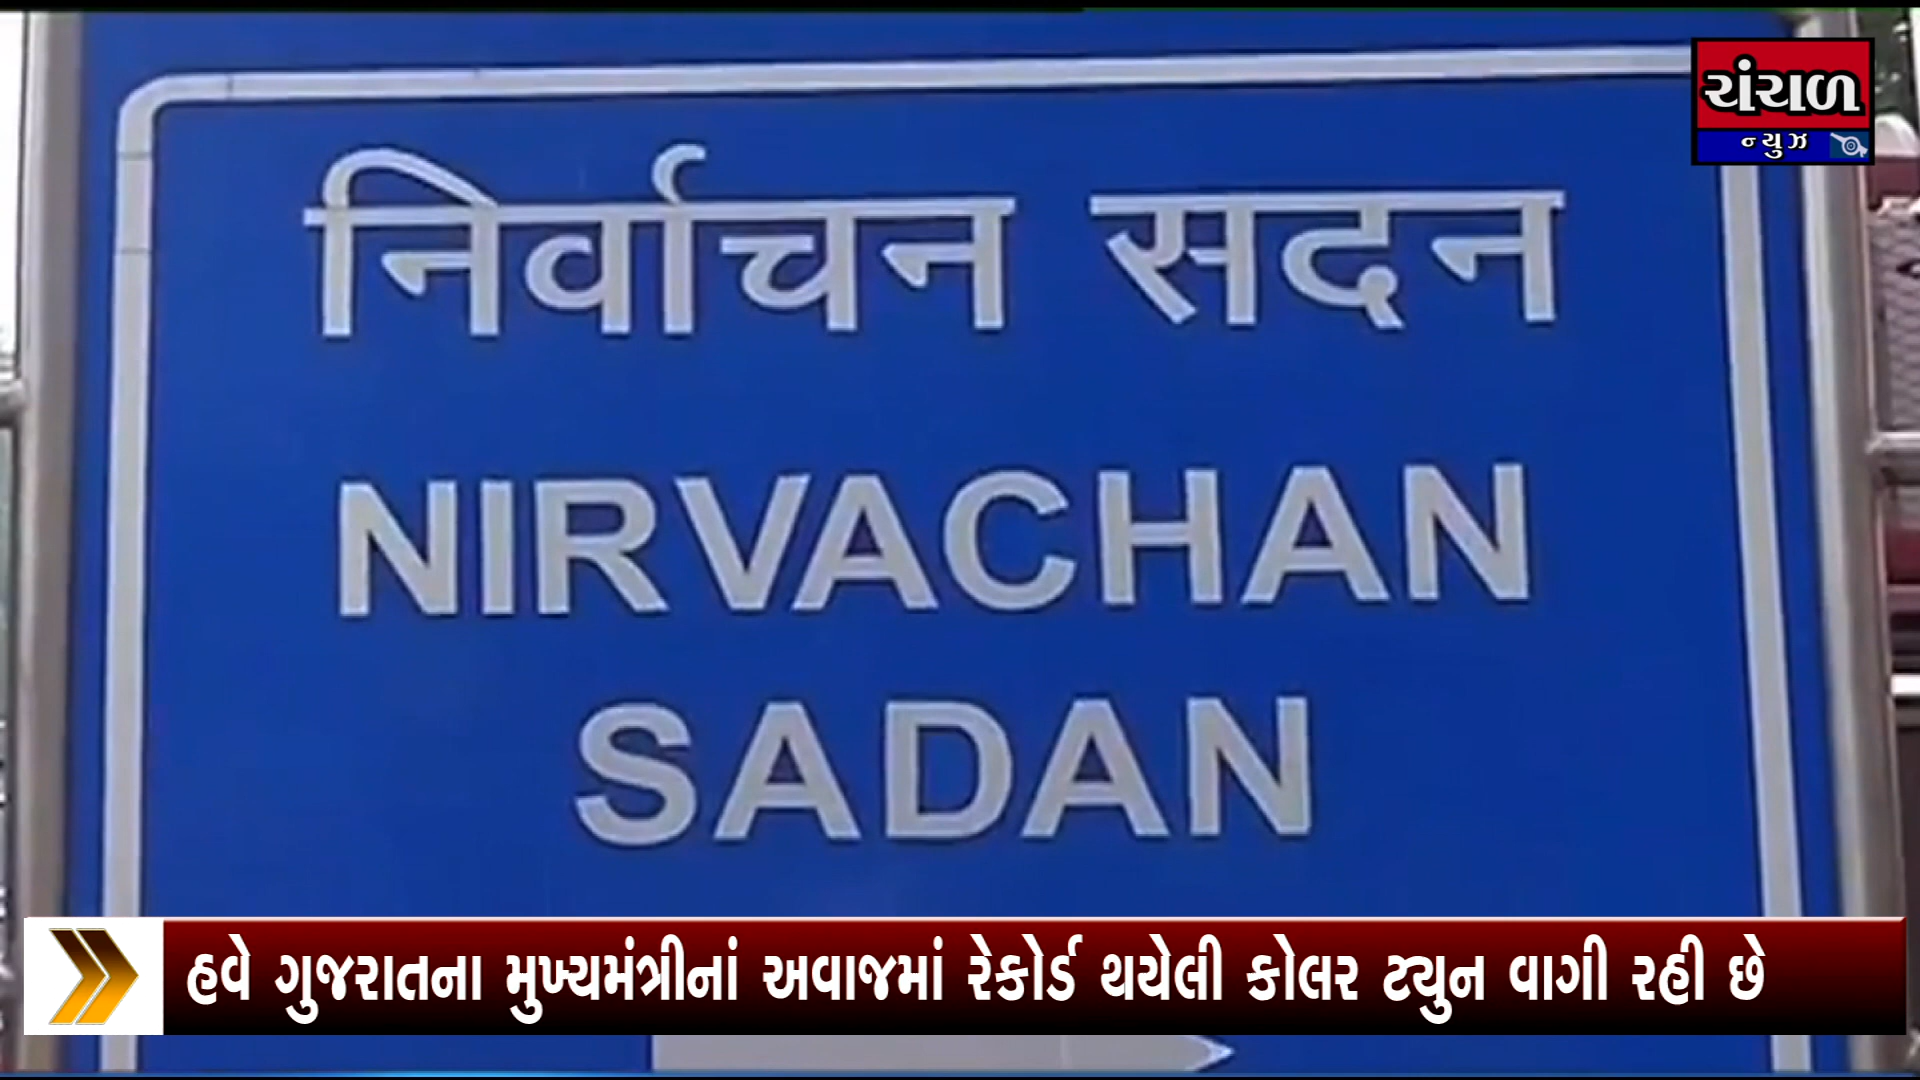 ચંચળ
ન્યુઝ
निर्वाचन सदन
NIRVACHAN
SADAN
હવે ગુજરાતના મુખ્યમંત્રીનાં અવાજમાં રેકોર્ડ થયેલી કોલર ટ્યુન વાગી રહી છે